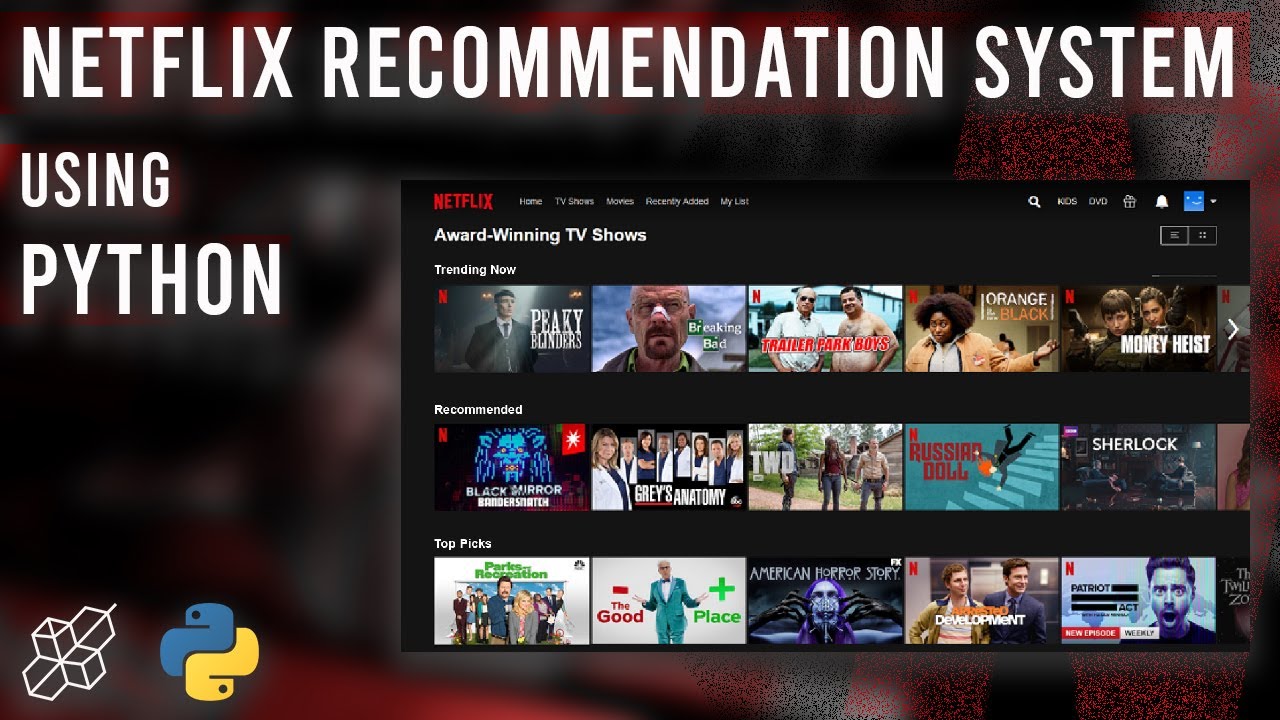 NETFLIX RECOMMENDATION SYSTEM
USING
PYTHON
NETFLIX Home TV Shows Movies Recently Added My List KIDS DVD
Award-Winning TV Shows
Trending Now
N
PEAKY
BLINDERS
Breaking
Bad
N
TRAILER PARK BOYS
N
ORANGE
IS THE NEW
BLACK
N
MONEY HEIST
N
Recommended
N
BLACK MIRROR
BANDERSNATCH
GREY'S ANATOMY
abc
TWD
N
RUSSIAN
DOLL
BBC
SHERLOCK
Top Picks
Parks and
Recreation
The
Good
Place
FX
AMERICAN HORROR STORY
N
ARRESTED
DEVELOPMENT
N
PATRIOT
ACT
NEW EPISODE WEEKLY